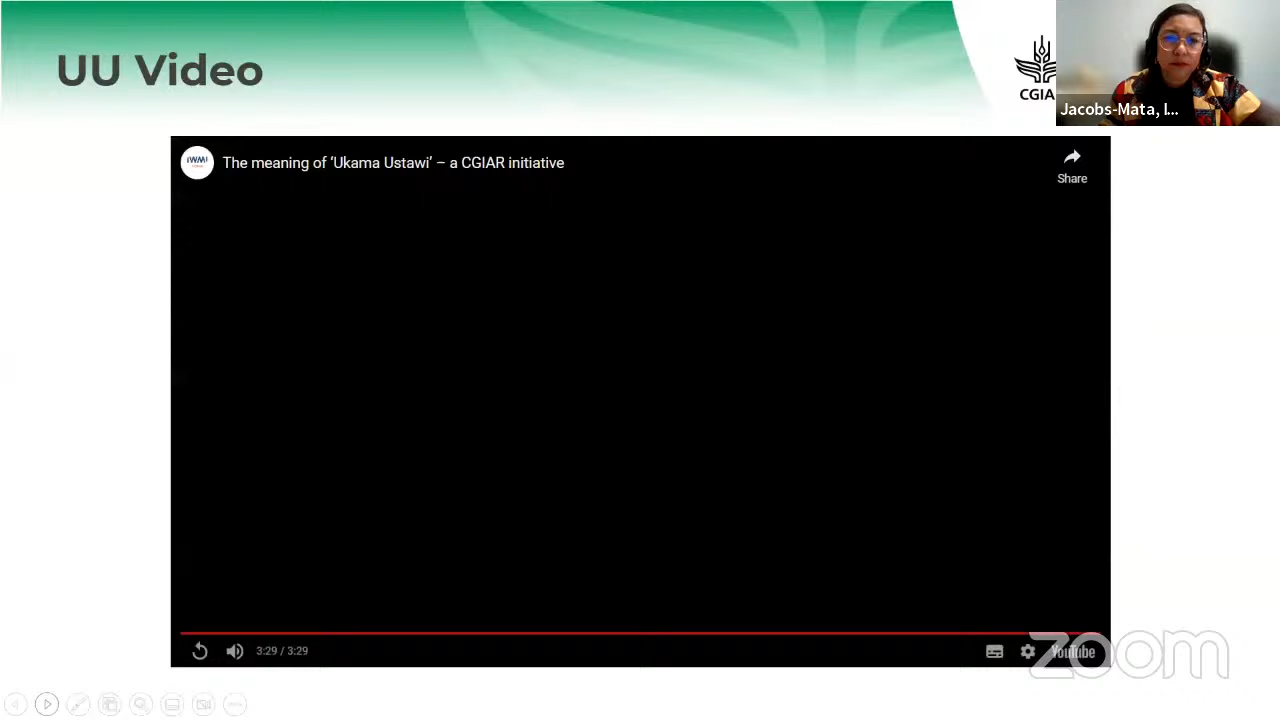 UU Video
CGIA
Jacobs-Mata, I...
IWMI
The meaning of ‘Ukama Ustawi’ – a CGIAR initiative
Share
3:29 / 3:29
YouTube
zoom